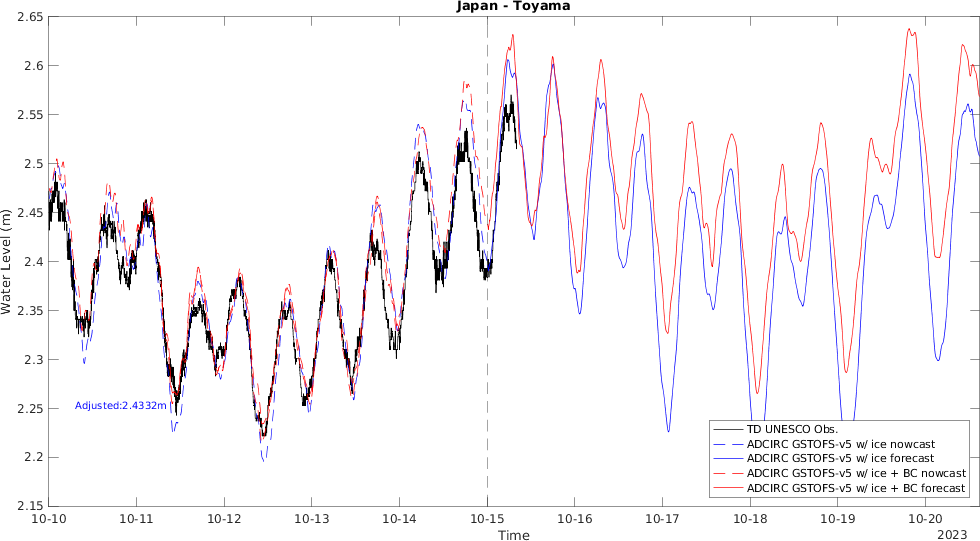 Japan - Toyama
Water Level (m)
2.65
2.6
2.55
2.5
2.45
2.4
2.35
2.3
2.25
2.2
2.15
Adjusted:2.4332m
TD UNESCO Obs.
ADCIRC GSTOFS-v5 w/ ice nowcast
ADCIRC GSTOFS-v5 w/ ice forecast
ADCIRC GSTOFS-v5 w/ ice + BC nowcast
ADCIRC GSTOFS-v5 w/ ice + BC forecast
10-10 10-11 10-12 10-13 10-14 10-15 10-16 10-17 10-18 10-19 10-20
Time
2023